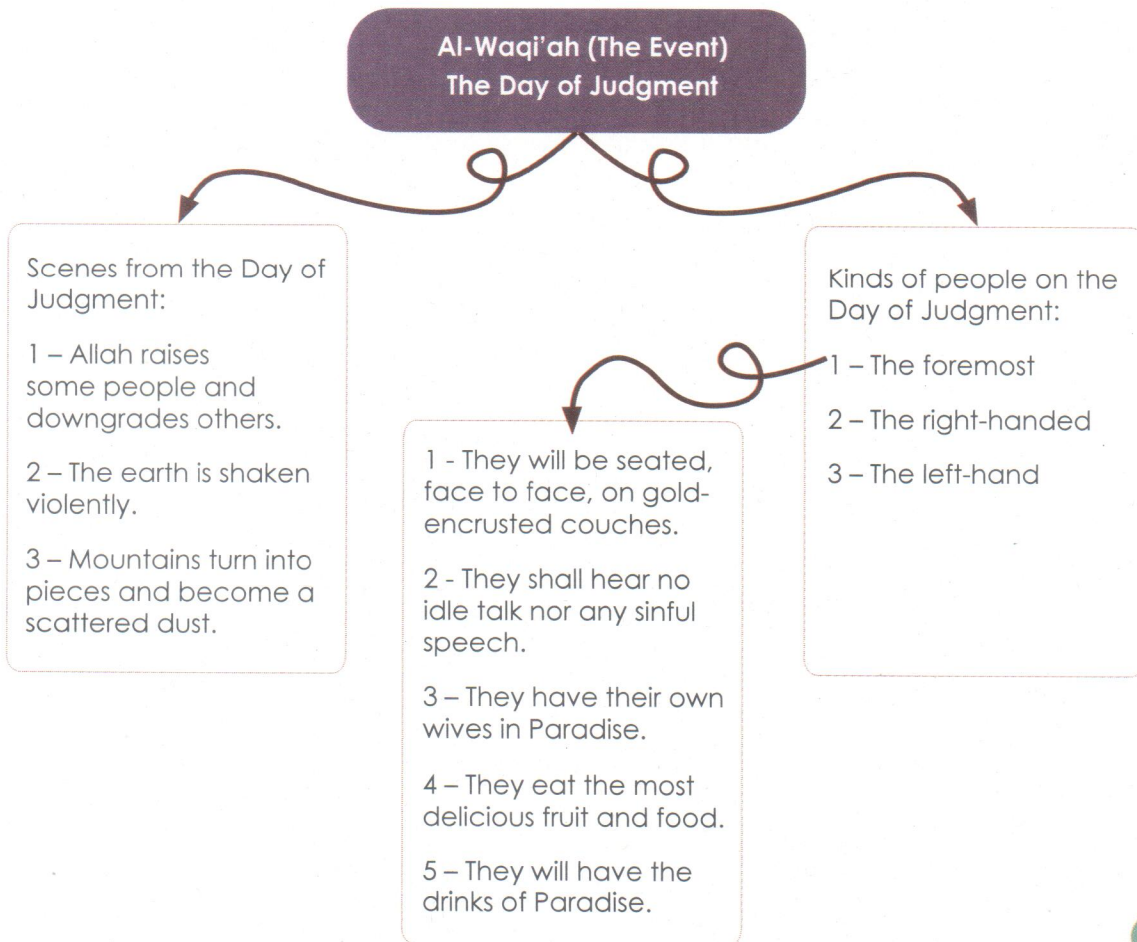 Al-Waqi'ah (The Event)
The Day of Judgment
Scenes from the Day of
Judgment:
1 – Allah raises
some people and
downgrades others.
2 – The earth is shaken
violently.
3 – Mountains turn into
pieces and become a
scattered dust.
Kinds of people on the
Day of Judgment:
1 – The foremost
2 – The right-handed
3 – The left-hand
1 - They will be seated,
face to face, on gold-
encrusted couches.
2 - They shall hear no
idle talk nor any sinful
speech.
3 – They have their own
wives in Paradise.
4 – They eat the most
delicious fruit and food.
5 – They will have the
drinks of Paradise.